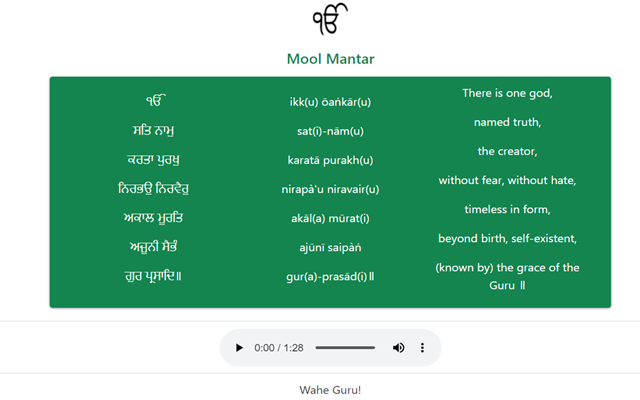 ੴ
Mool Mantar
ੴ
ਸਤਿ ਨਾਮੁ
ਕਰਤਾ ਪੁਰਖੁ
ਨਿਰਭਉ ਨਿਰਵੈਰੁ
ਅਕਾਲ ਮੂਰਤਿ
ਅਜੂਨੀ ਸੈਭੰ
ਗੁਰ ਪ੍ਰਸਾਦਿ॥
ikk(u) ōaṅkār(u)
sat(i)-nām(u)
karatā purakh(u)
nirapà'u niravair(u)
akāl(a) mūrat(i)
ajūnī saipàṅ
gur(a)-prasād(i)॥
There is one god,
named truth,
the creator,
without fear, without hate,
timeless in form,
beyond birth, self-existent,
(known by) the grace of the
Guru ॥
0:00 / 1:28
Wahe Guru!